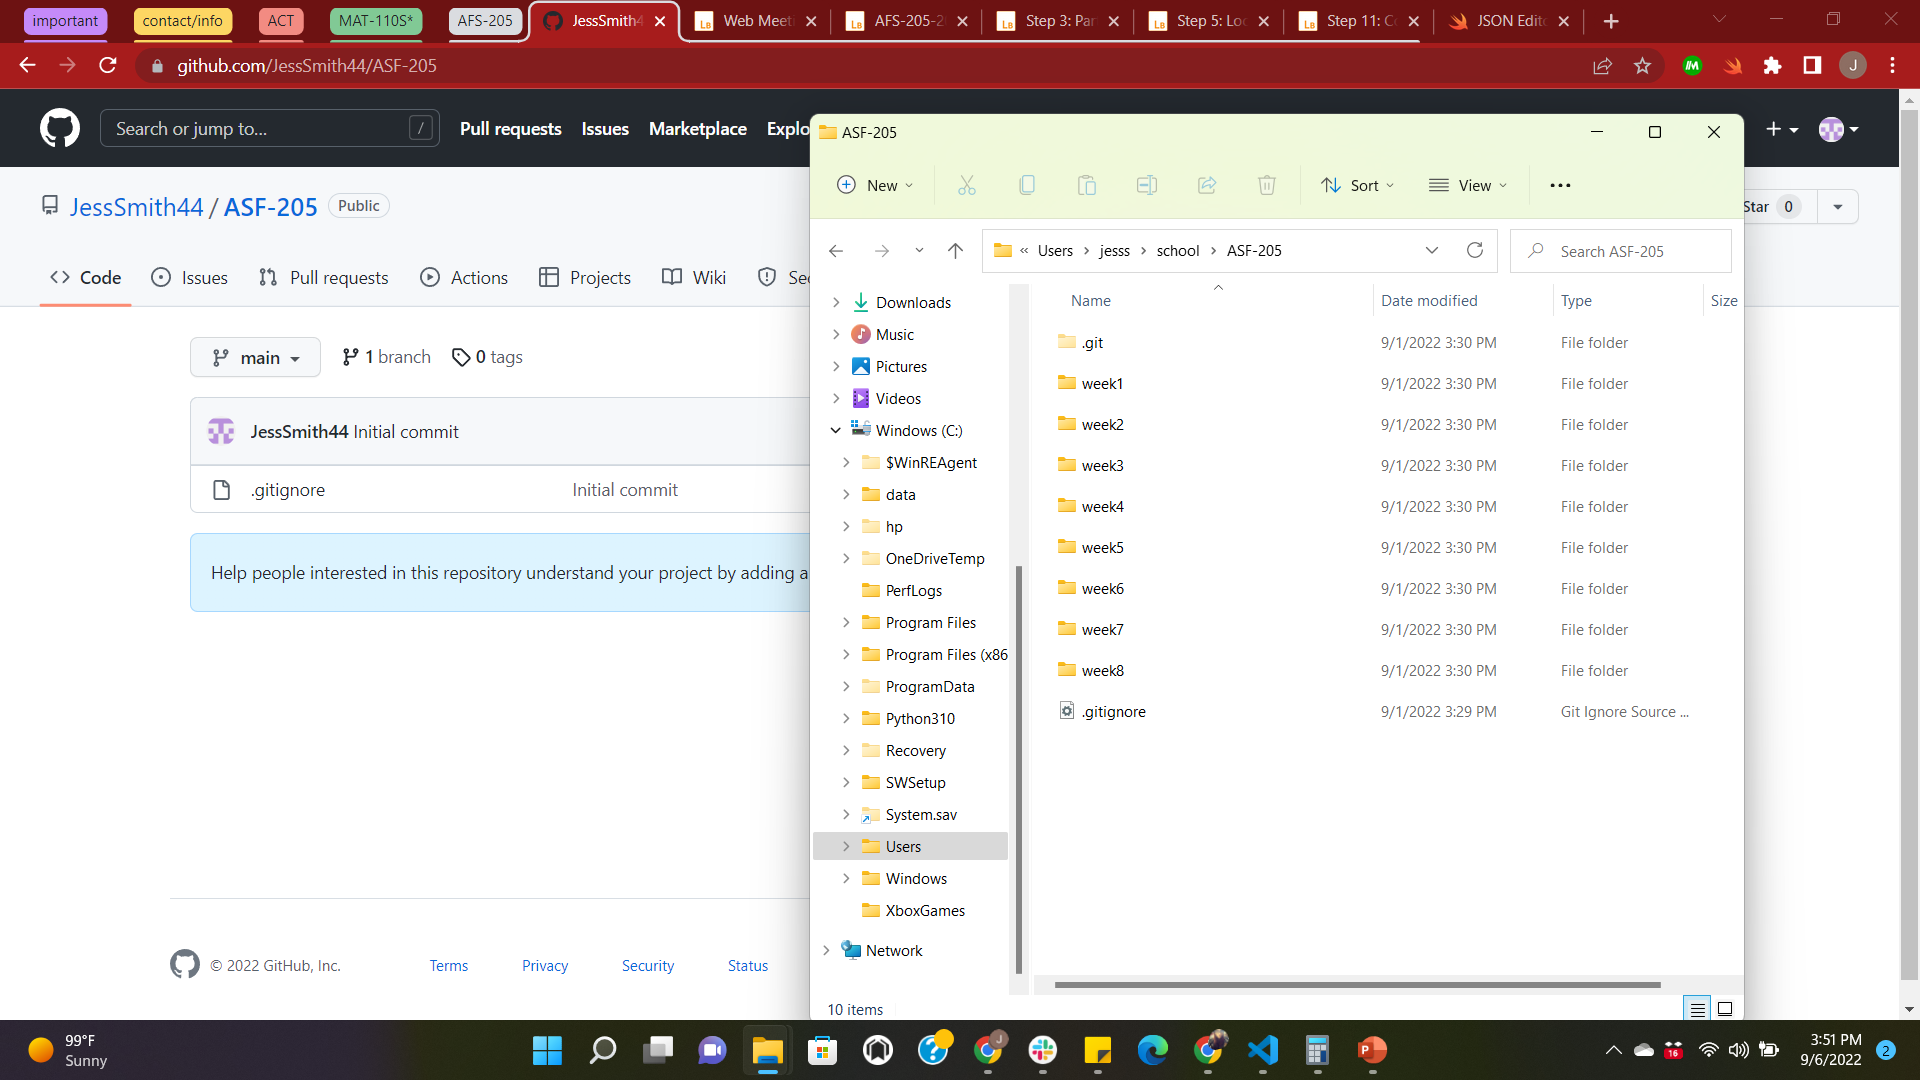 important
contact/info
ACT
MAT-110S*
AFS-205
JessSmith4
Web Meet
AFS-205-2
Step 3: Par
Step 5: Loc
Step 11: Co
JSON Edito
github.com/JessSmith44/ASF-205
J
Search or jump to...
/
Pull requests
Issues
Marketplace
Explo
JessSmith44 / ASF-205
Public
Star 0
Code
Issues
Pull requests
Actions
Projects
Wiki
Sec
main
1 branch
0 tags
JessSmith44 Initial commit
.gitignore
Initial commit
Help people interested in this repository understand your project by adding a
© 2022 GitHub, Inc.
Terms
Privacy
Security
Status
ASF-205
New
Sort
View
« Users > jesss > school > ASF-205
Search ASF-205
Downloads
Music
Pictures
Videos
Windows (C:)
$WinREAgent
data
hp
OneDriveTemp
PerfLogs
Program Files
Program Files (x86
ProgramData
Python310
Recovery
SWSetup
System.sav
Users
Windows
XboxGames
Network
Name
Date modified
Type
Size
.git 9/1/2022 3:30 PM File folder
week1 9/1/2022 3:30 PM File folder
week2 9/1/2022 3:30 PM File folder
week3 9/1/2022 3:30 PM File folder
week4 9/1/2022 3:30 PM File folder
week5 9/1/2022 3:30 PM File folder
week6 9/1/2022 3:30 PM File folder
week7 9/1/2022 3:30 PM File folder
week8 9/1/2022 3:30 PM File folder
.gitignore 9/1/2022 3:29 PM Git Ignore Source ...
10 items
99°F
Sunny
J
16
3:51 PM
9/6/2022
2